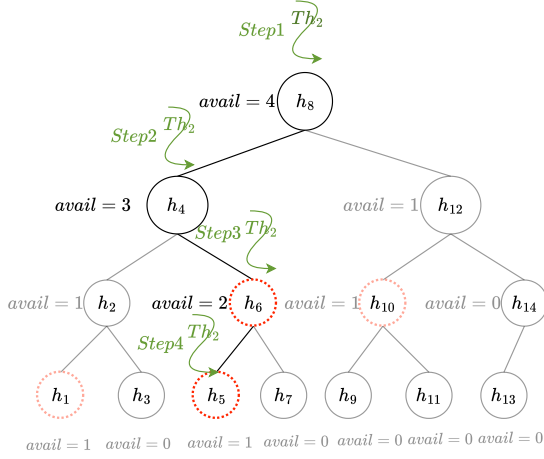 Step1 Th₂
avail = 4 h₈
Step2 Th₂
avail = 3 h₄ avail = 1 h₁₂
Step3 Th₂
avail = 1 h₂ avail = 2 h₆ avail = 1 h₁₀ avail = 0 h₁₄
Step4 Th₂
h₁ h₃ h₅ h₇ h₉ h₁₁ h₁₃
avail = 1 avail = 0 avail = 1 avail = 0 avail = 0 avail = 0 avail = 0